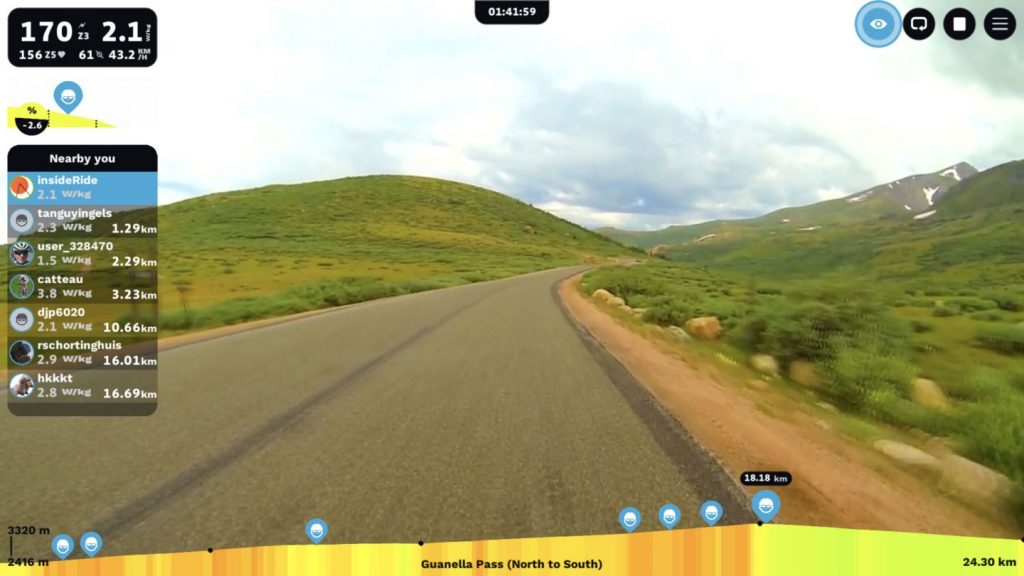 01:41:59
170 Z3 2.1 W/kg
156 Z5 61 43.2 KM/H
%
-2.6
Nearby you
insideRide
2.1 W/kg
tanguyingels
2.3 W/kg 1.29km
user_328470
1.5 W/kg 2.29km
catteau
3.8 W/kg 3.23km
djp6020
2.1 W/kg 10.66km
rschortinghuis
2.9 W/kg 16.01km
hkkkt
2.8 W/kg 16.69km
18.18 km
3320 m
2416 m
Guanella Pass (North to South)
24.30 km